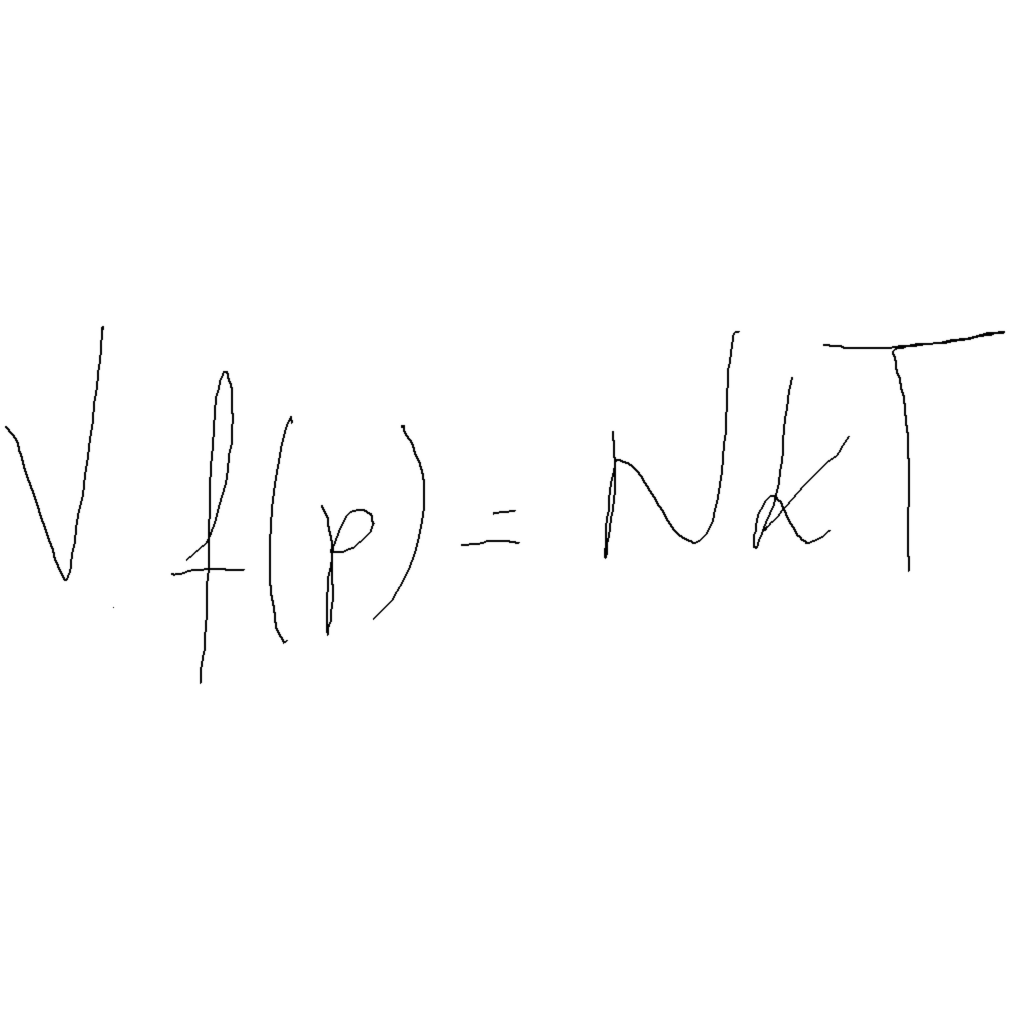 V f(p) = NkT